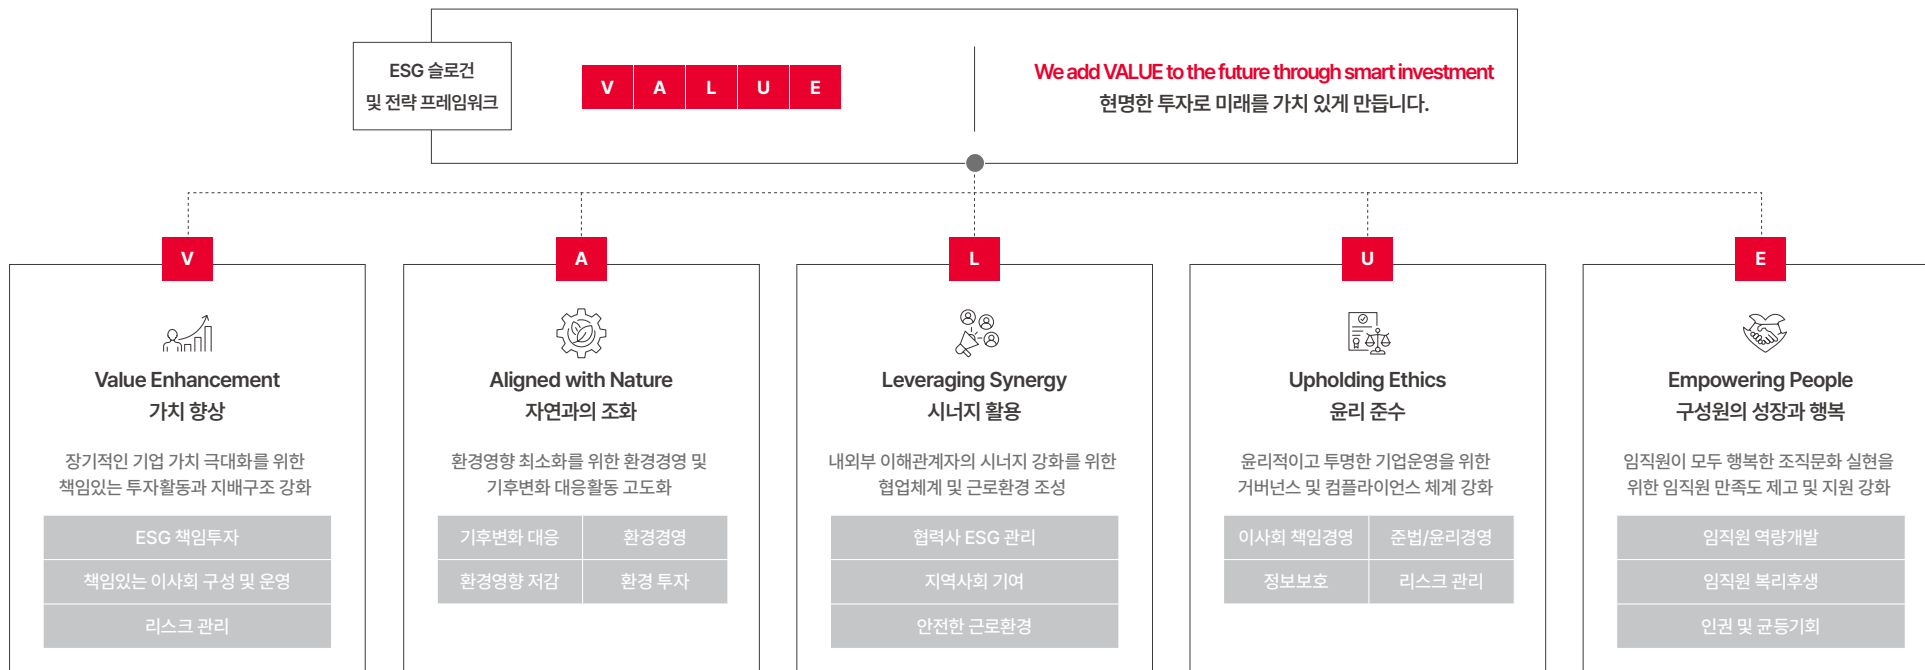 ESG 슬로건
및 전략 프레임워크
V A L U E
We add VALUE to the future through smart investment
현명한 투자로 미래를 가치 있게 만듭니다.
V
Value Enhancement
가치 향상
장기적인 기업 가치 극대화를 위한
책임있는 투자활동과 지배구조 강화
ESG 책임투자
책임있는 이사회 구성 및 운영
리스크 관리
A
Aligned with Nature
자연과의 조화
환경영향 최소화를 위한 환경경영 및
기후변화 대응활동 고도화
기후변화 대응 환경경영
환경영향 저감 환경 투자
L
Leveraging Synergy
시너지 활용
내외부 이해관계자의 시너지 강화를 위한
협업체계 및 근로환경 조성
협력사 ESG 관리
지역사회 기여
안전한 근로환경
U
Upholding Ethics
윤리 준수
윤리적이고 투명한 기업운영을 위한
거버넌스 및 컴플라이언스 체계 강화
이사회 책임경영 준법/윤리경영
정보보호 리스크 관리
E
Empowering People
구성원의 성장과 행복
임직원이 모두 행복한 조직문화 실현을
위한 임직원 만족도 제고 및 지원 강화
임직원 역량개발
임직원 복리후생
인권 및 균등기회